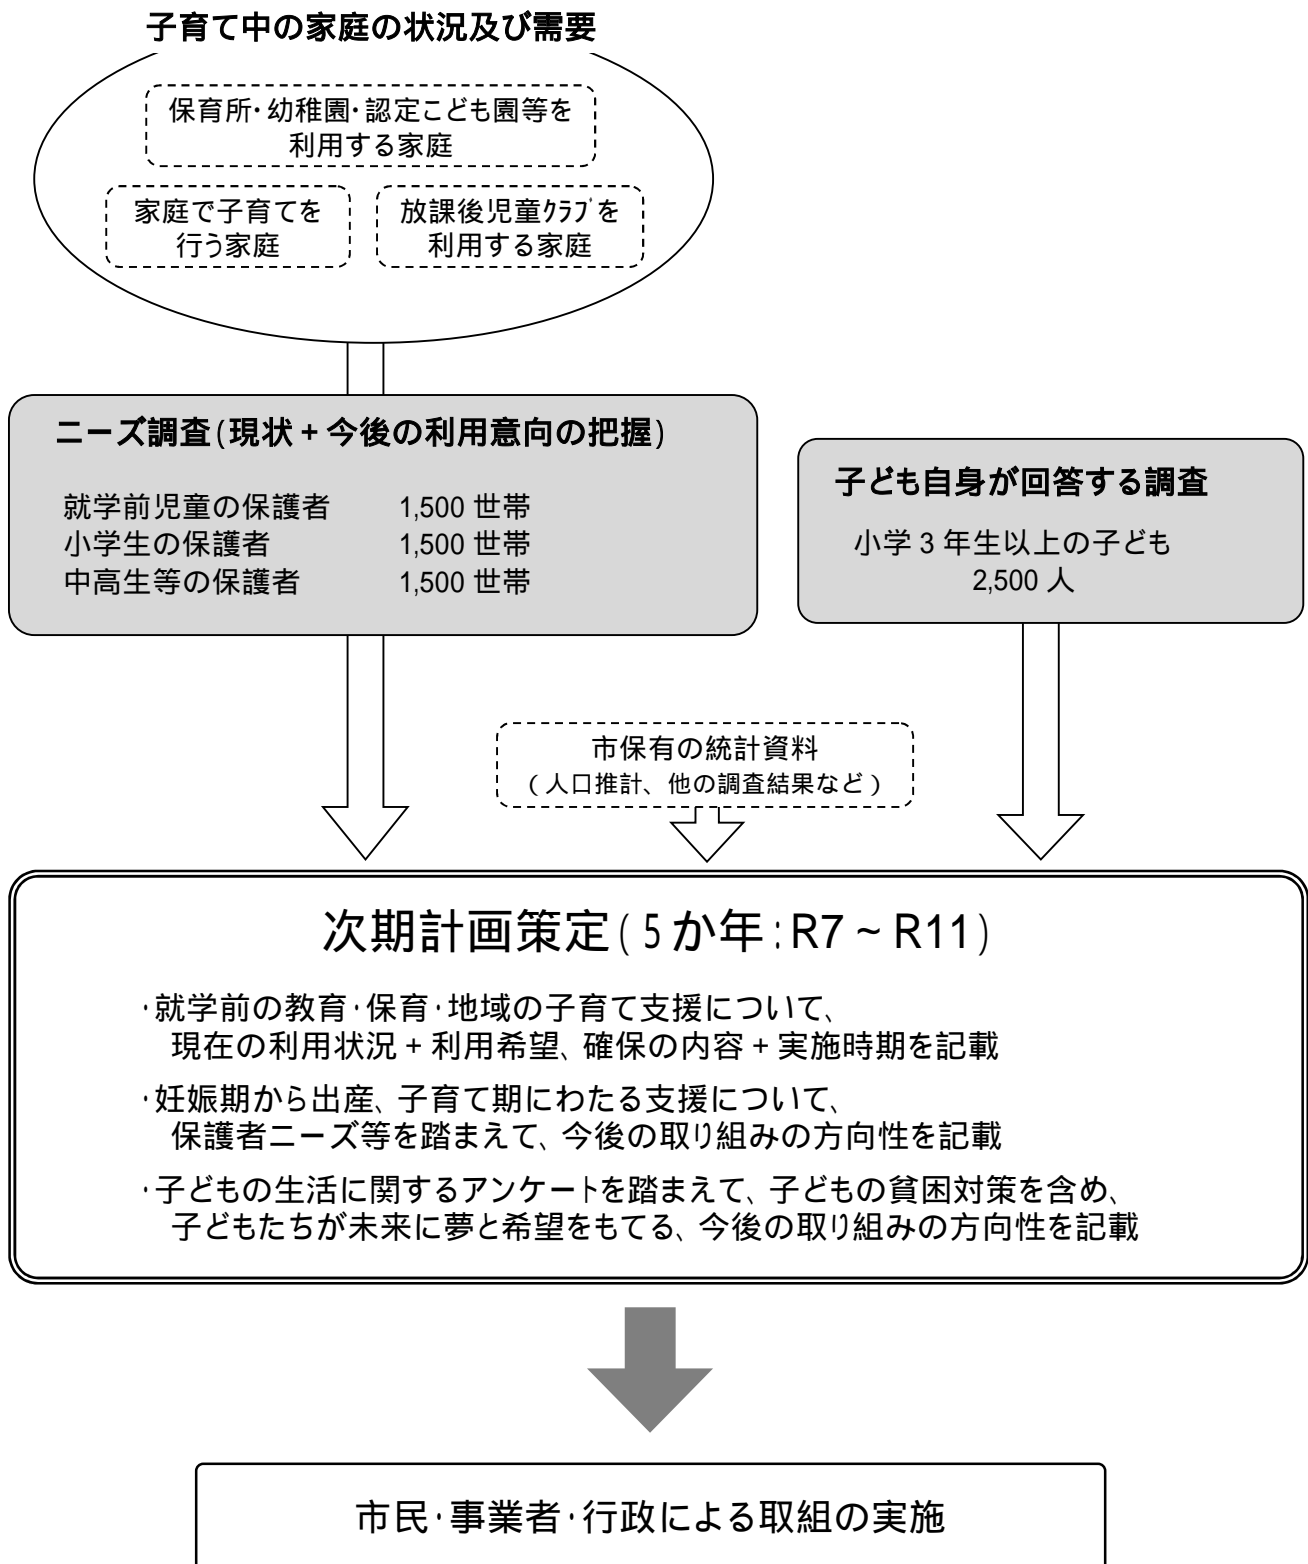 子育て中の家庭の状況及び需要
保育所・幼稚園・認定こども園等を
利用する家庭
家庭で子育てを
行う家庭
放課後児童ｸﾗﾌﾞを
利用する家庭
ニーズ調査(現状+今後の利用意向の把握)
就学前児童の保護者 1,500 世帯
小学生の保護者 1,500 世帯
中高生等の保護者 1,500 世帯
子ども自身が回答する調査
小学 3 年生以上の子ども
2,500 人
市保有の統計資料
（人口推計、他の調査結果など）
次期計画策定(5か年:R7~R11)
・就学前の教育・保育・地域の子育て支援について、
現在の利用状況+利用希望、確保の内容+実施時期を記載
・妊娠期から出産、子育て期にわたる支援について、
保護者ニーズ等を踏まえて、今後の取り組みの方向性を記載
・子どもの生活に関するアンケートを踏まえて、子どもの貧困対策を含め、
子どもたちが未来に夢と希望をもてる、今後の取り組みの方向性を記載
市民・事業者・行政による取組の実施